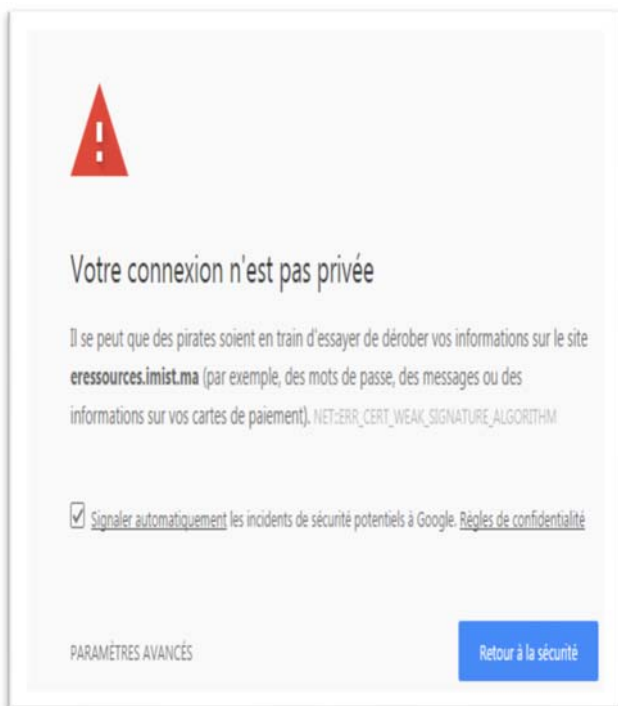 Votre connexion n'est pas privée
Il se peut que des pirates soient en train d'essayer de dérober vos informations sur le site
eressources.imist.ma (par exemple, des mots de passe, des messages ou des
informations sur vos cartes de paiement). NET::ERR_CERT_WEAK_SIGNATURE_ALGORITHM
Signaler automatiquement les incidents de sécurité potentiels à Google. Règles de confidentialité
PARAMÈTRES AVANCÉS
Retour à la sécurité